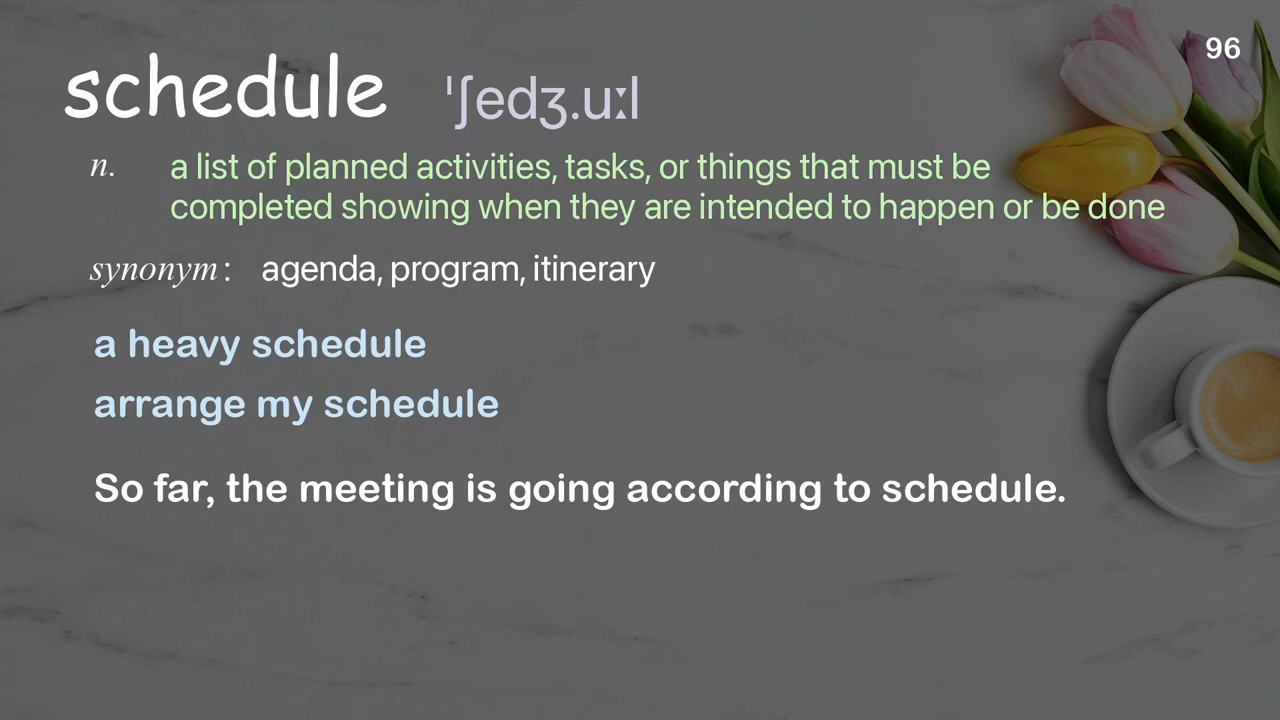 96
schedule ˈʃedʒ.uːl
n. a list of planned activities, tasks, or things that must be
completed showing when they are intended to happen or be done
synonym: agenda, program, itinerary
a heavy schedule
arrange my schedule
So far, the meeting is going according to schedule.